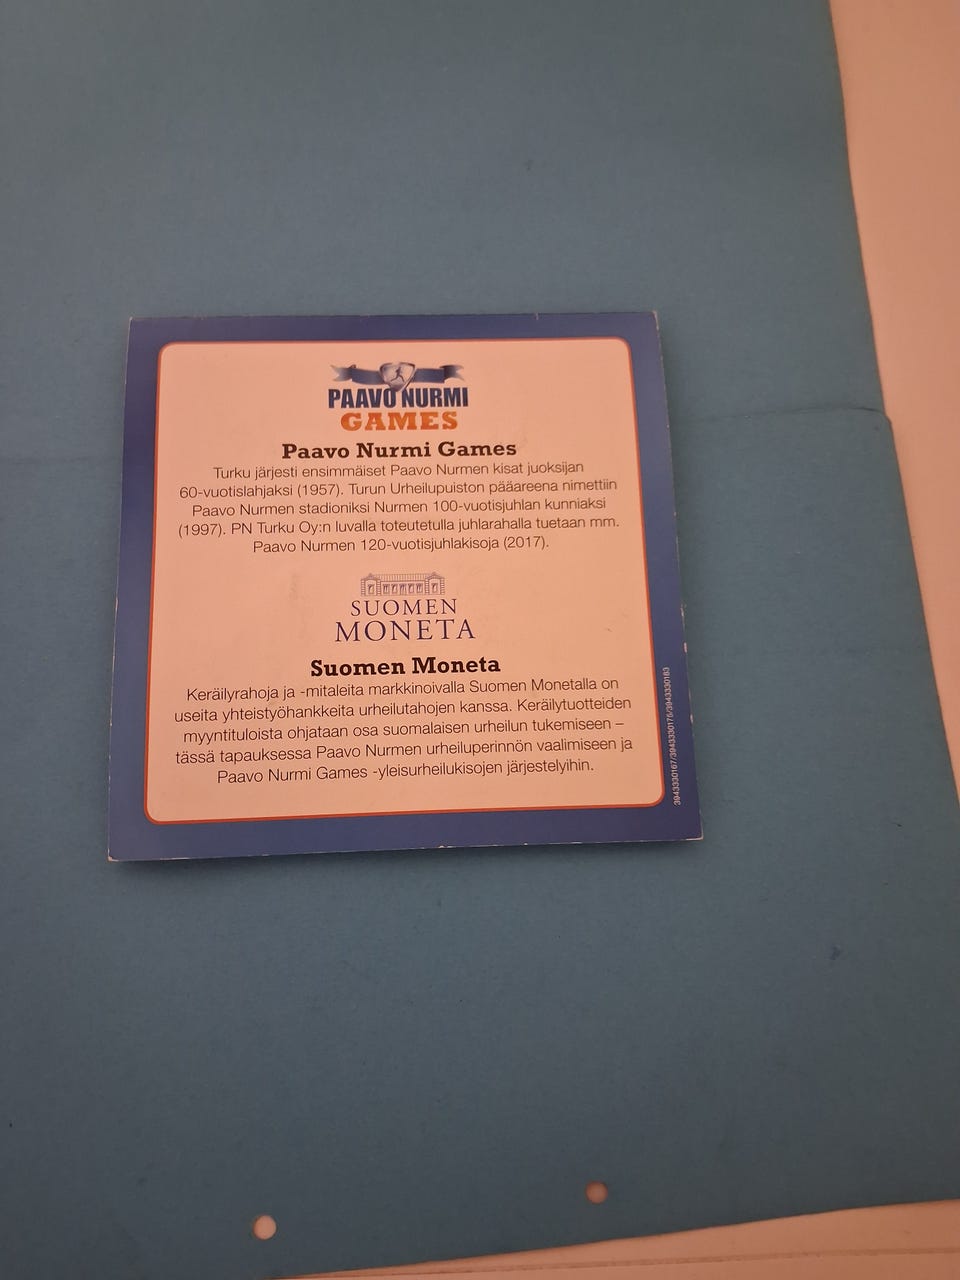 PAAVO NURMI
GAMES
Paavo Nurmi Games
Turku järjesti ensimmäiset Paavo Nurmen kisat juoksijan
60-vuotislahjaksi (1957). Turun Urheilupuiston pääareena nimettiin
Paavo Nurmen stadioniksi Nurmen 100-vuotisjuhlan kunniaksi
(1997). PN Turku Oy:n luvalla toteutetulla juhlarahalla tuetaan mm.
Paavo Nurmen 120-vuotisjuhlakisoja (2017).
SUOMEN
MONETA
Suomen Moneta
Keräilyrahoja ja -mitaleita markkinoivalla Suomen Monetalla on
useita yhteistyöhankkeita urheilutahojen kanssa. Keräilytuotteiden
myyntituloista ohjataan osa suomalaisen urheilun tukemiseen –
tässä tapauksessa Paavo Nurmen urheiluperinnön vaalimiseen ja
Paavo Nurmi Games -yleisurheilukisojen järjestelyihin.
3943330167/3943330175/3943330183